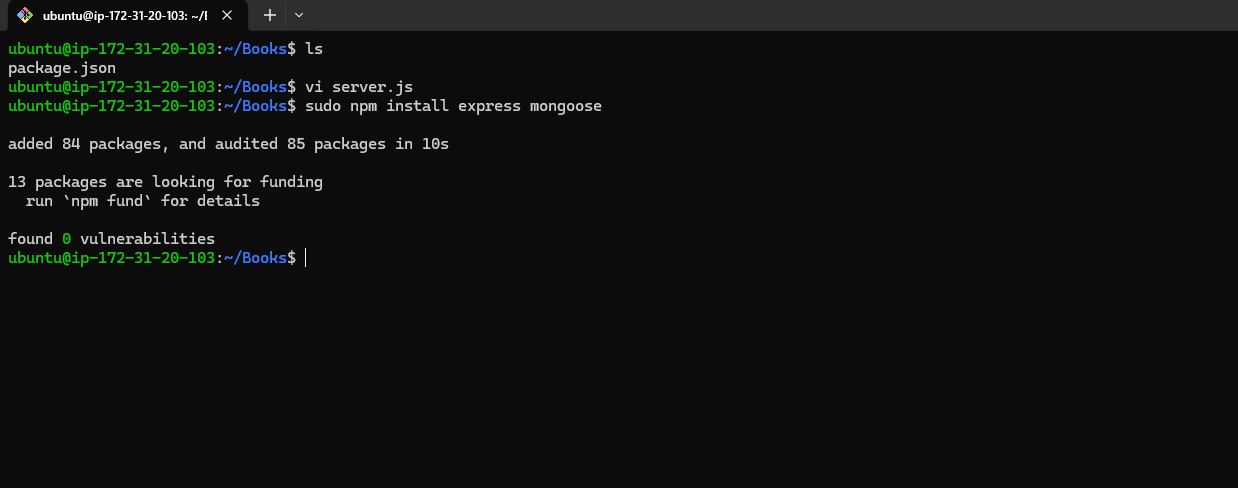 ubuntu@ip-172-31-20-103: ~/I
ubuntu@ip-172-31-20-103:~/Books$ ls
package.json
ubuntu@ip-172-31-20-103:~/Books$ vi server.js
ubuntu@ip-172-31-20-103:~/Books$ sudo npm install express mongoose
added 84 packages, and audited 85 packages in 10s
13 packages are looking for funding
run `npm fund` for details
found 0 vulnerabilities
ubuntu@ip-172-31-20-103:~/Books$